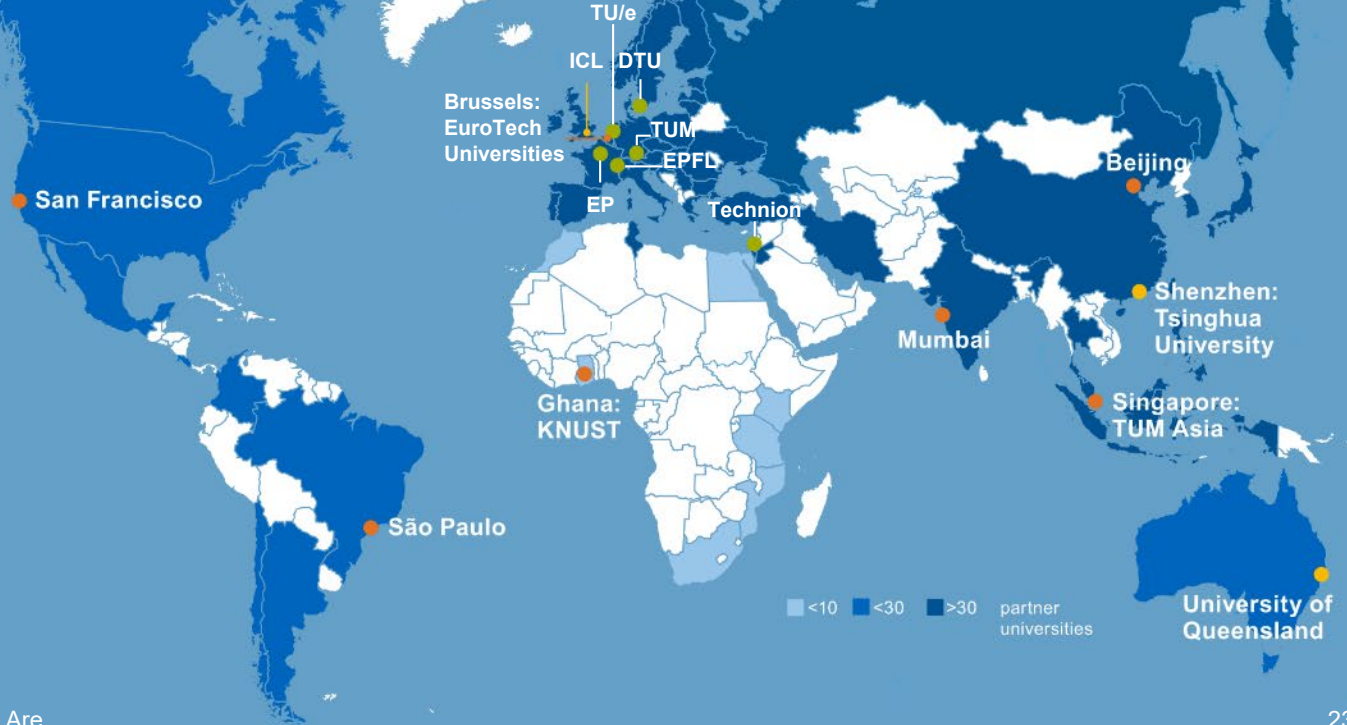 TU/e
ICL
DTU
Brussels:
EuroTech
Universities
TUM
EPFL
EP
Technion
San Francisco
Beijing
Shenzhen:
Tsinghua
University
Mumbai
Ghana:
KNUST
Singapore:
TUM Asia
São Paulo
<10
<30
>30
partner
universities
University of
Queensland
Are
23